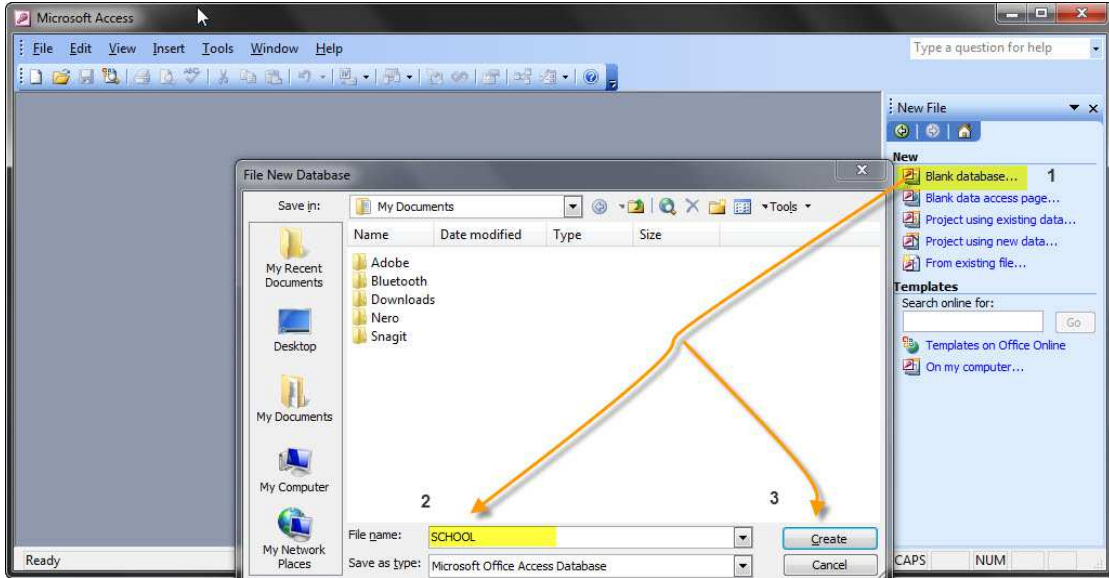 Microsoft Access
File Edit View Insert Tools Window Help
Type a question for help
New File
New
Blank database... 1
Blank data access page...
Project using existing data...
Project using new data...
From existing file...
Templates
Search online for:
Go
Templates on Office Online
On my computer...
File New Database
Save in: My Documents Tools
Name Date modified Type Size
My Recent Documents
Desktop
My Documents
My Computer
My Network Places
Adobe
Bluetooth
Downloads
Nero
Snagit
2 3
File name: SCHOOL Create
Save as type: Microsoft Office Access Database Cancel
Ready CAPS NUM